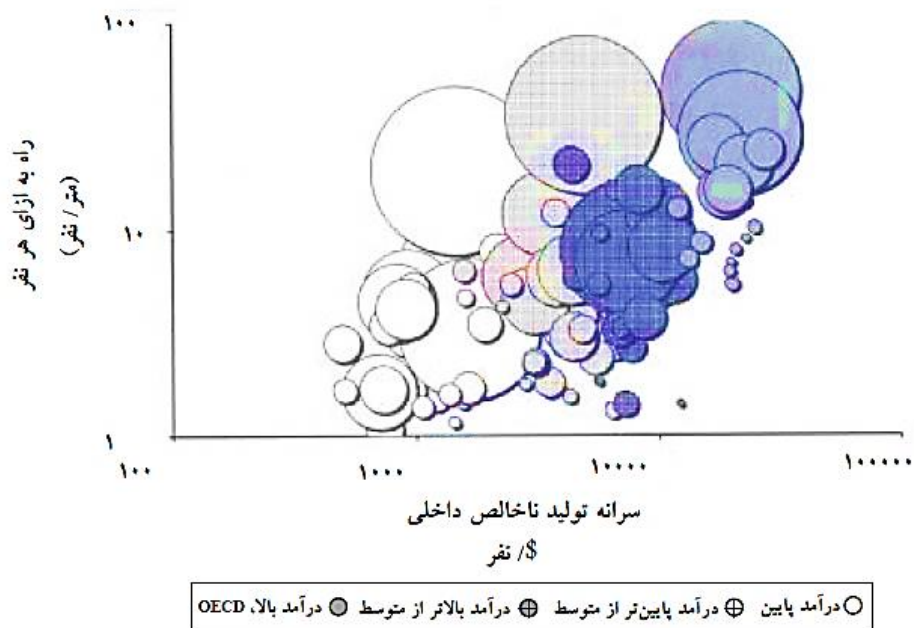 ۱۰۰
راه به ازای هر نفر
(متر/ نفر)
۱۰
۱
۱۰۰
۱۰۰۰
۱۰۰۰۰
۱۰۰۰۰۰
سرانه تولید ناخالص داخلی
$/ نفر
درآمد پایین درآمد پایین‌تر از متوسط درآمد بالاتر از متوسط درآمد بالا، OECD